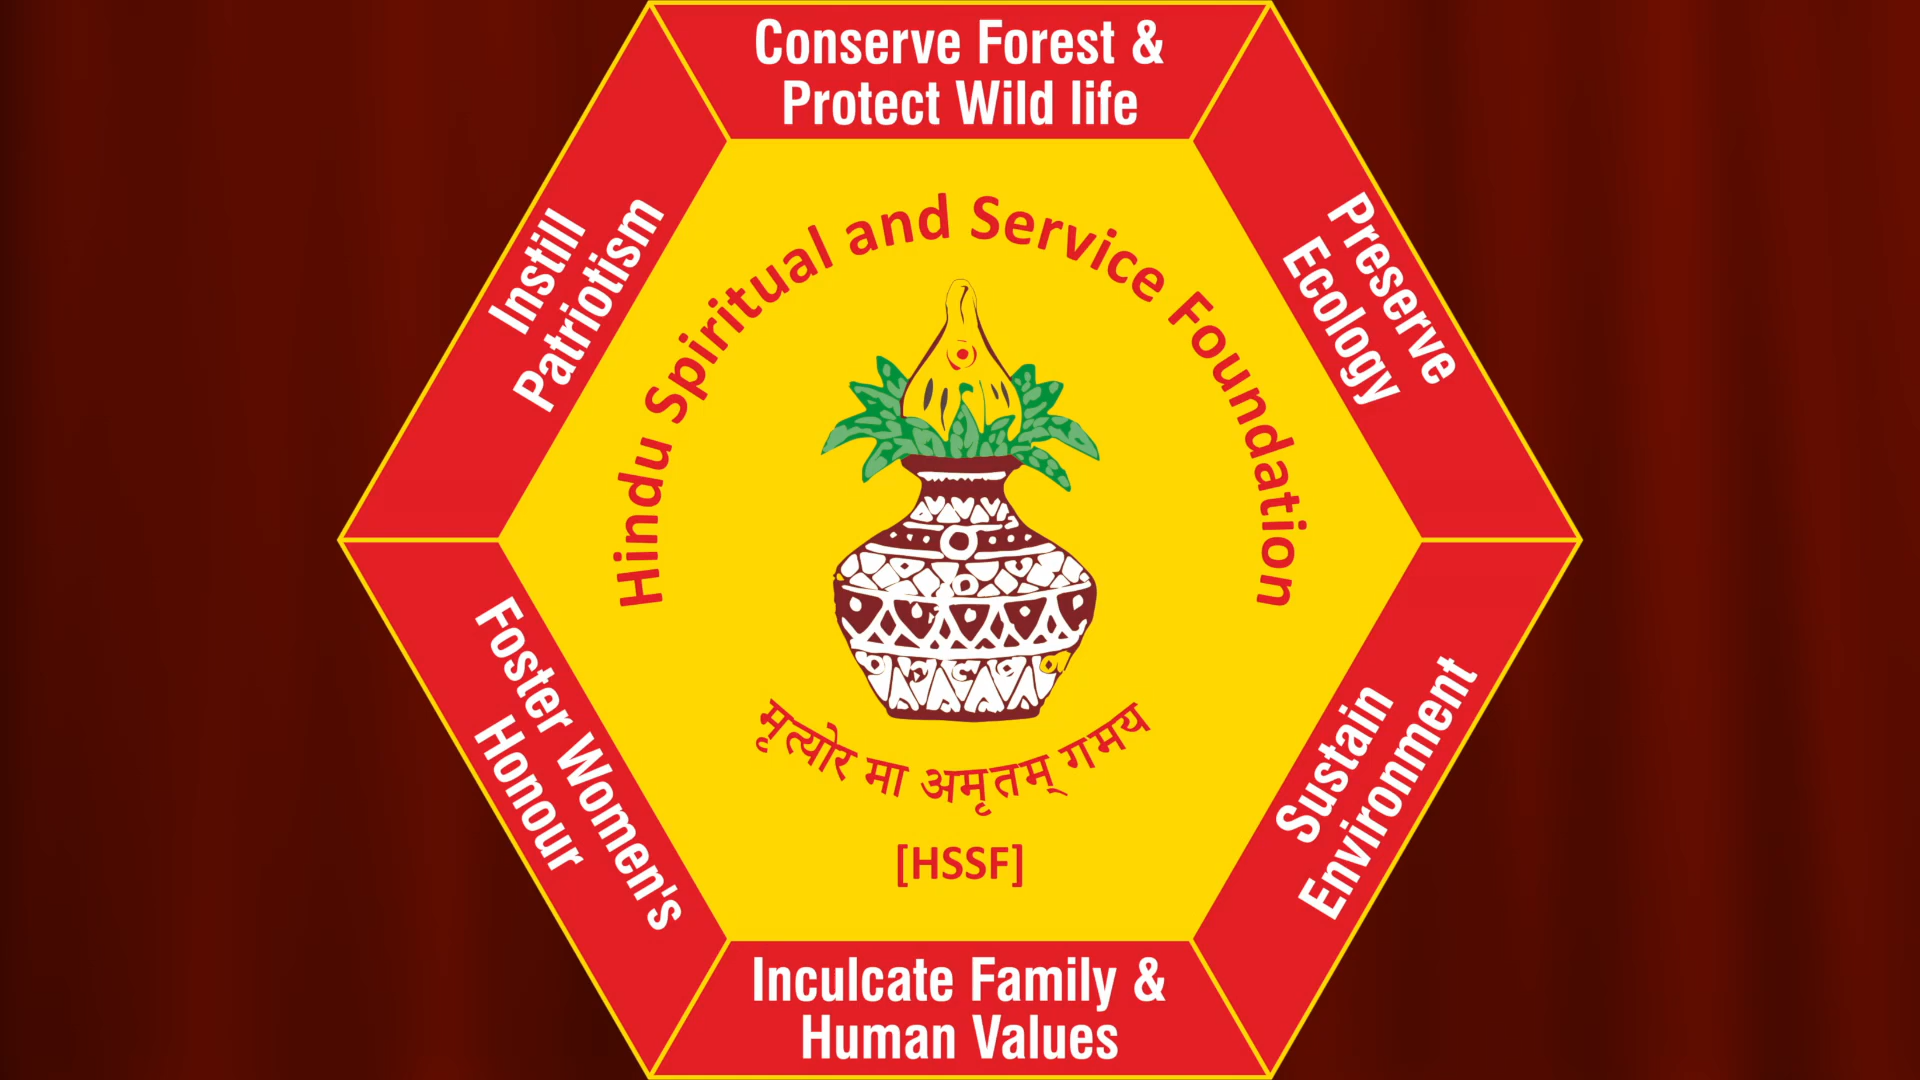 Conserve Forest &
Protect Wild life
Preserve
Ecology
Sustain
Environment
Inculcate Family &
Human Values
Foster Women's
Honour
Instill
Patriotism
Hindu Spiritual and Service Foundation
मृत्योर मा अमृतम् गमय
[HSSF]